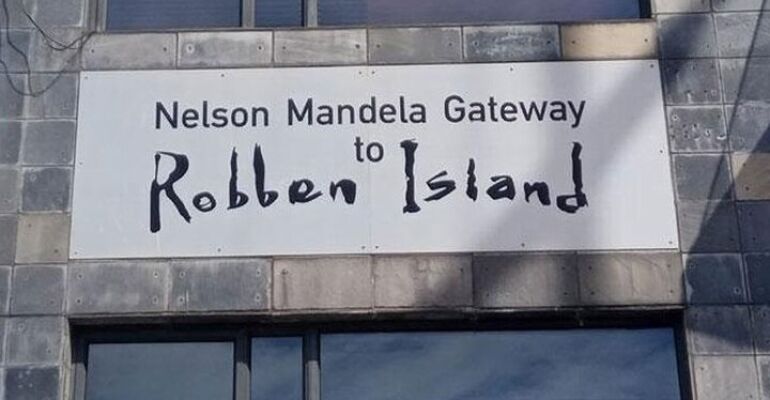 Nelson Mandela Gateway
to
Robben Island